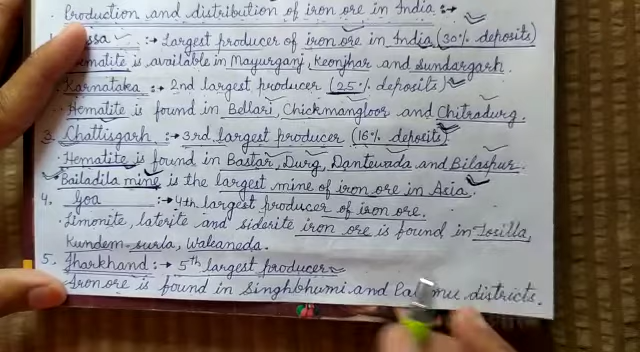 Production and distribution of iron ore in India :→
ssa :→ Largest producer of iron ore in India (30% deposits)
Hematite is available in Mayurganj, Keonjhar and Sundargarh
Karnataka :→ 2nd largest producer (25% deposits)
Hematite is found in Bellari, Chickmangloor and Chitradurg.
3. Chattisgarh :→ 3rd largest producer (16% deposits)
Hematite is found in Bastar, Durg, Dantewada and Bilaspur.
Bailadila mine is the largest mine of iron ore in Asia
4. Goa :→ 4th largest producer of iron ore.
Limonite, laterite and siderite iron ore is found in Tosilla,
Kundem-surla,
5. Jharkhand :→ 5th largest producer
Iron ore is found in Singhbhumi and districts.